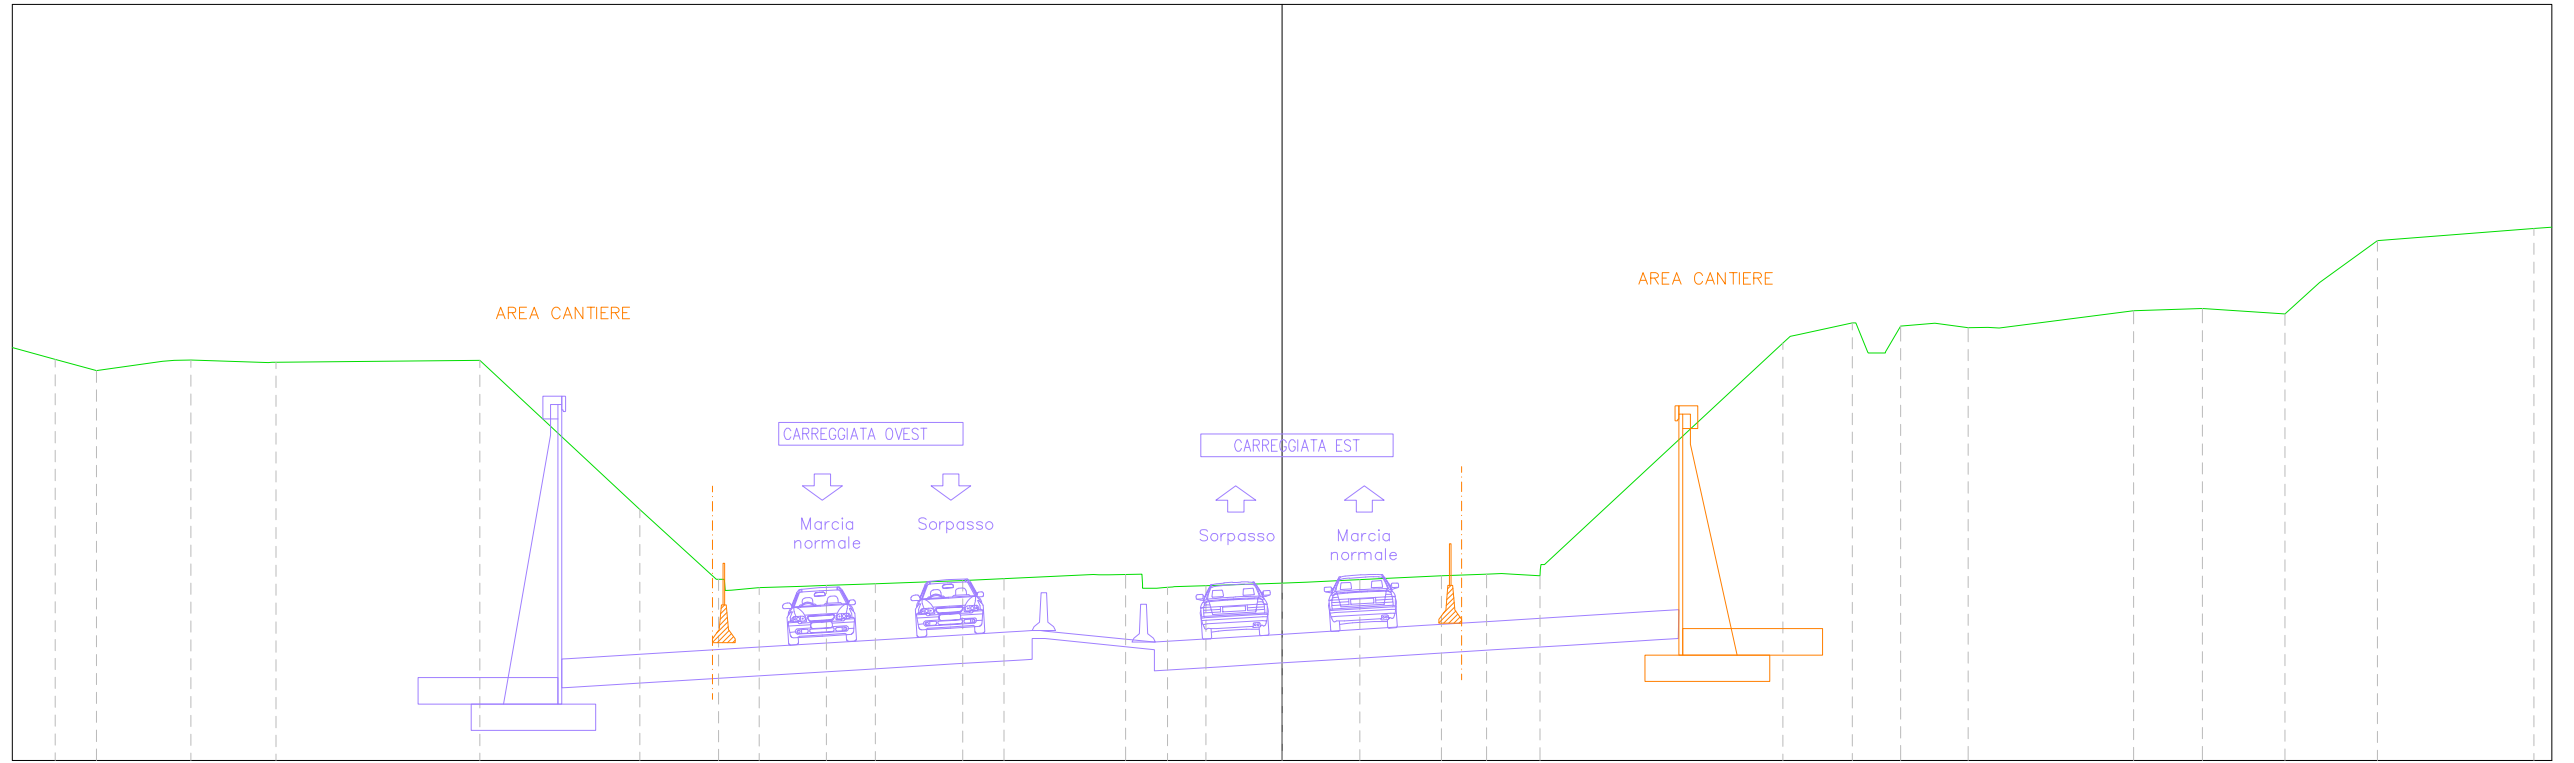 AREA CANTIERE
AREA CANTIERE
CARREGGIATA OVEST
CARREGGIATA EST
Marcia
normale
Sorpasso
Sorpasso
Marcia
normale